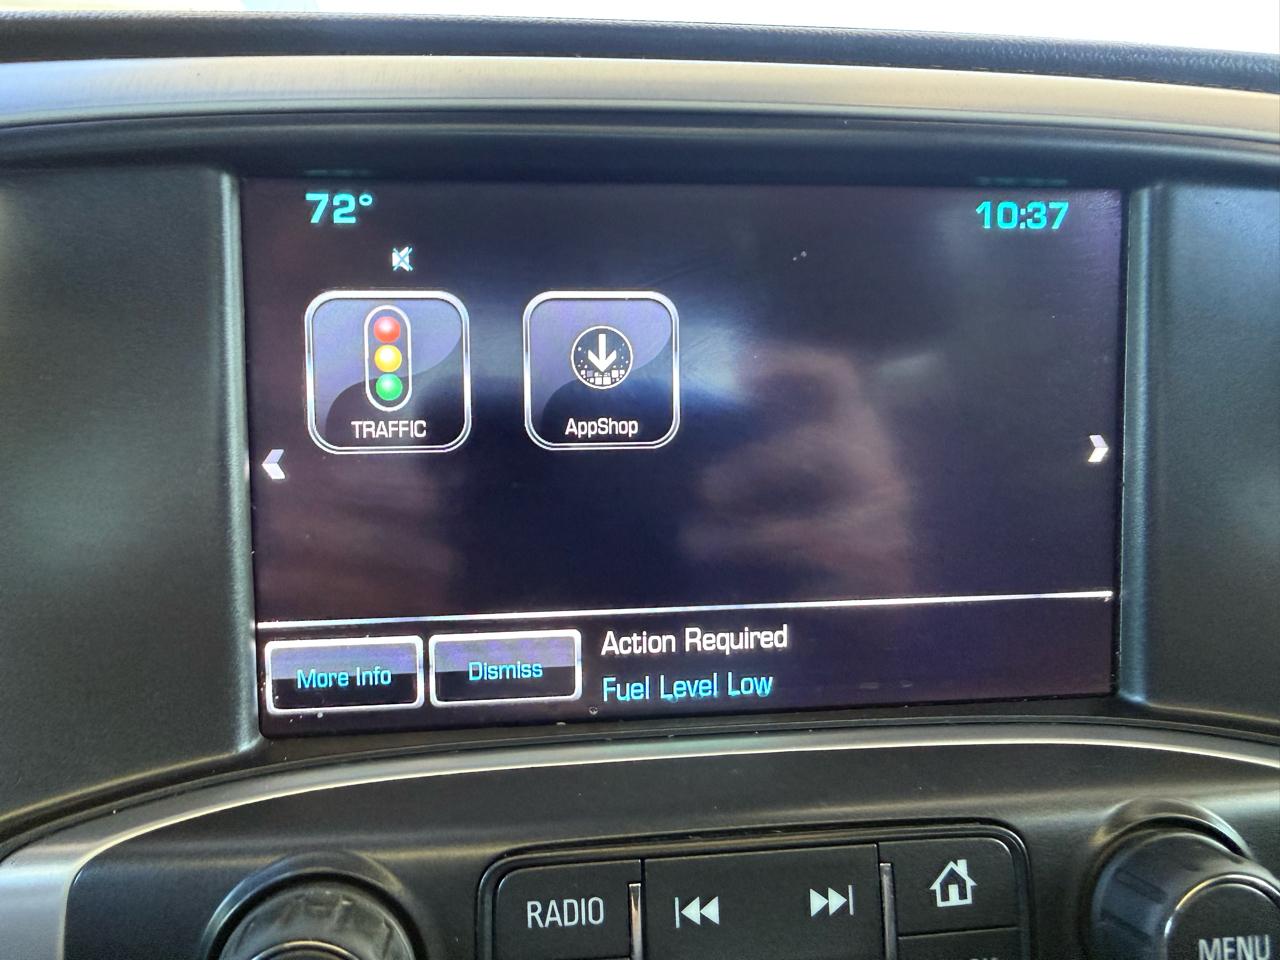 72°
10:37
TRAFFIC
AppShop
More Info
Dismiss
Action Required
Fuel Level Low
RADIO
MENU